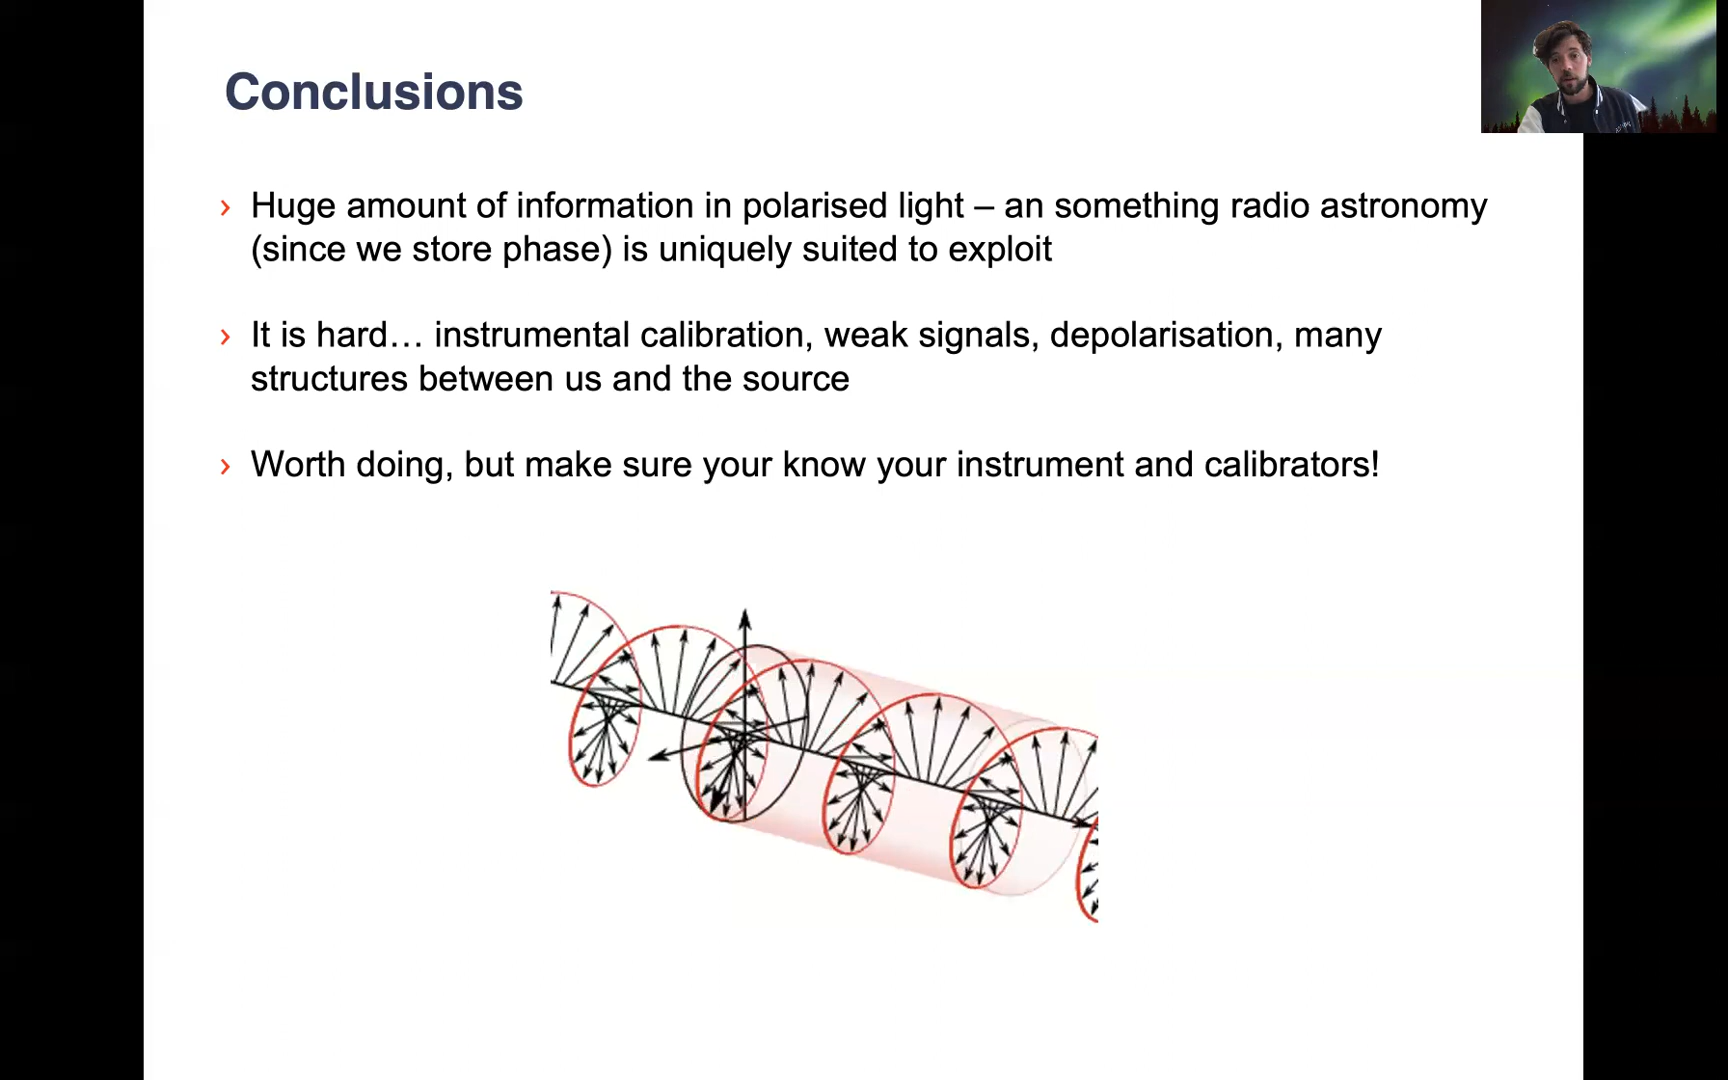 Conclusions
› Huge amount of information in polarised light – an something radio astronomy
(since we store phase) is uniquely suited to exploit
› It is hard… instrumental calibration, weak signals, depolarisation, many
structures between us and the source
› Worth doing, but make sure your know your instrument and calibrators!